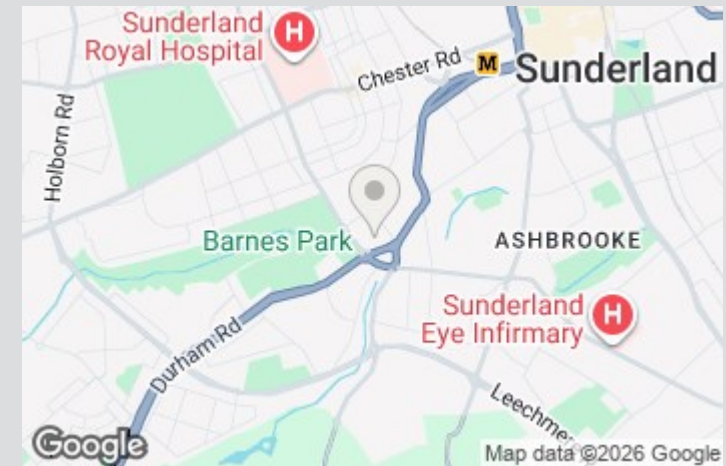 Sunderland
Royal Hospital
H
Chester Rd
M
Sunderland
Holborn Rd
Barnes Park
ASHBROOKE
Sunderland
Eye Infirmary
H
Durham Rd
Leechme
Google
Map data ©2026 Google